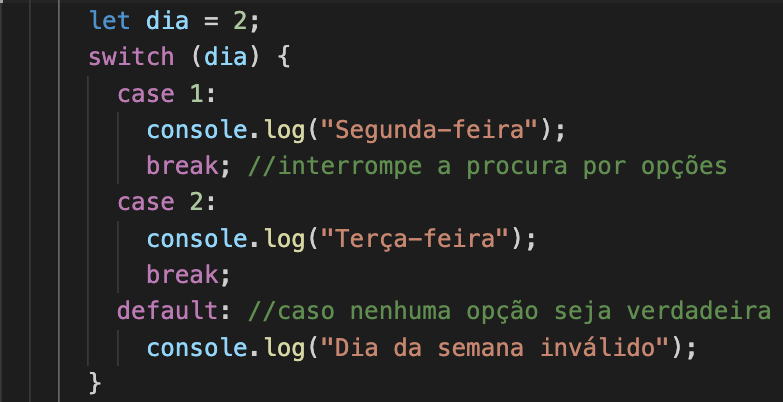 let dia = 2;
switch (dia) {
case 1:
console.log("Segunda-feira");
break; //interrompe a procura por opções
case 2:
console.log("Terça-feira");
break;
default: //caso nenhuma opção seja verdadeira
console.log("Dia da semana inválido");
}